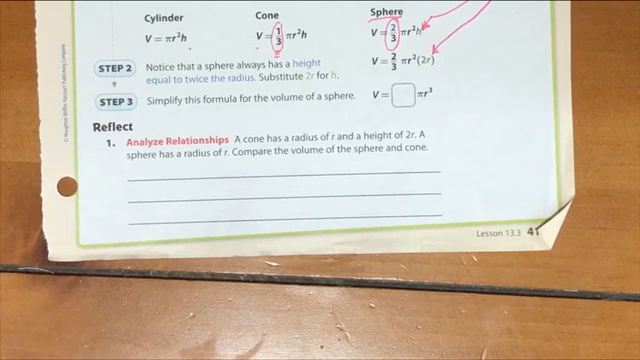 Cylinder
Cone
Sphere
V = πr²h
V = 1/3 πr²h
V = 2/3 πr²h
STEP 2
Notice that a sphere always has a height
equal to twice the radius. Substitute 2r for h.
V = 2/3 πr²(2r)
STEP 3
Simplify this formula for the volume of a sphere.
V = □ πr³
Reflect
1. Analyze Relationships A cone has a radius of r and a height of 2r. A
sphere has a radius of r. Compare the volume of the sphere and cone.
Lesson 13.3 41
© Houghton Mifflin Harcourt Publishing Company